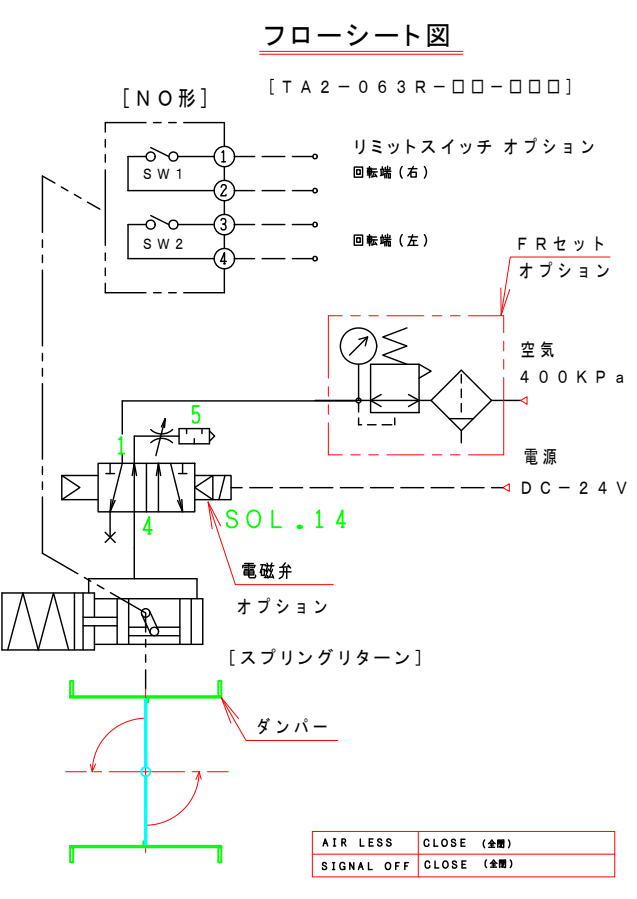 フローシート図
[TA2-063R-□□-□□□]
[NO形]
1
SW1
2
3
SW2
4
リミットスイッチ オプション
回転端(右)
回転端(左)
FRセット
オプション
空気
400KPa
電源
DC-24V
5
1
4
SOL.14
電磁弁
オプション
[スプリングリターン]
ダンパー
AIR LESS CLOSE (全閉)
SIGNAL OFF CLOSE (全閉)